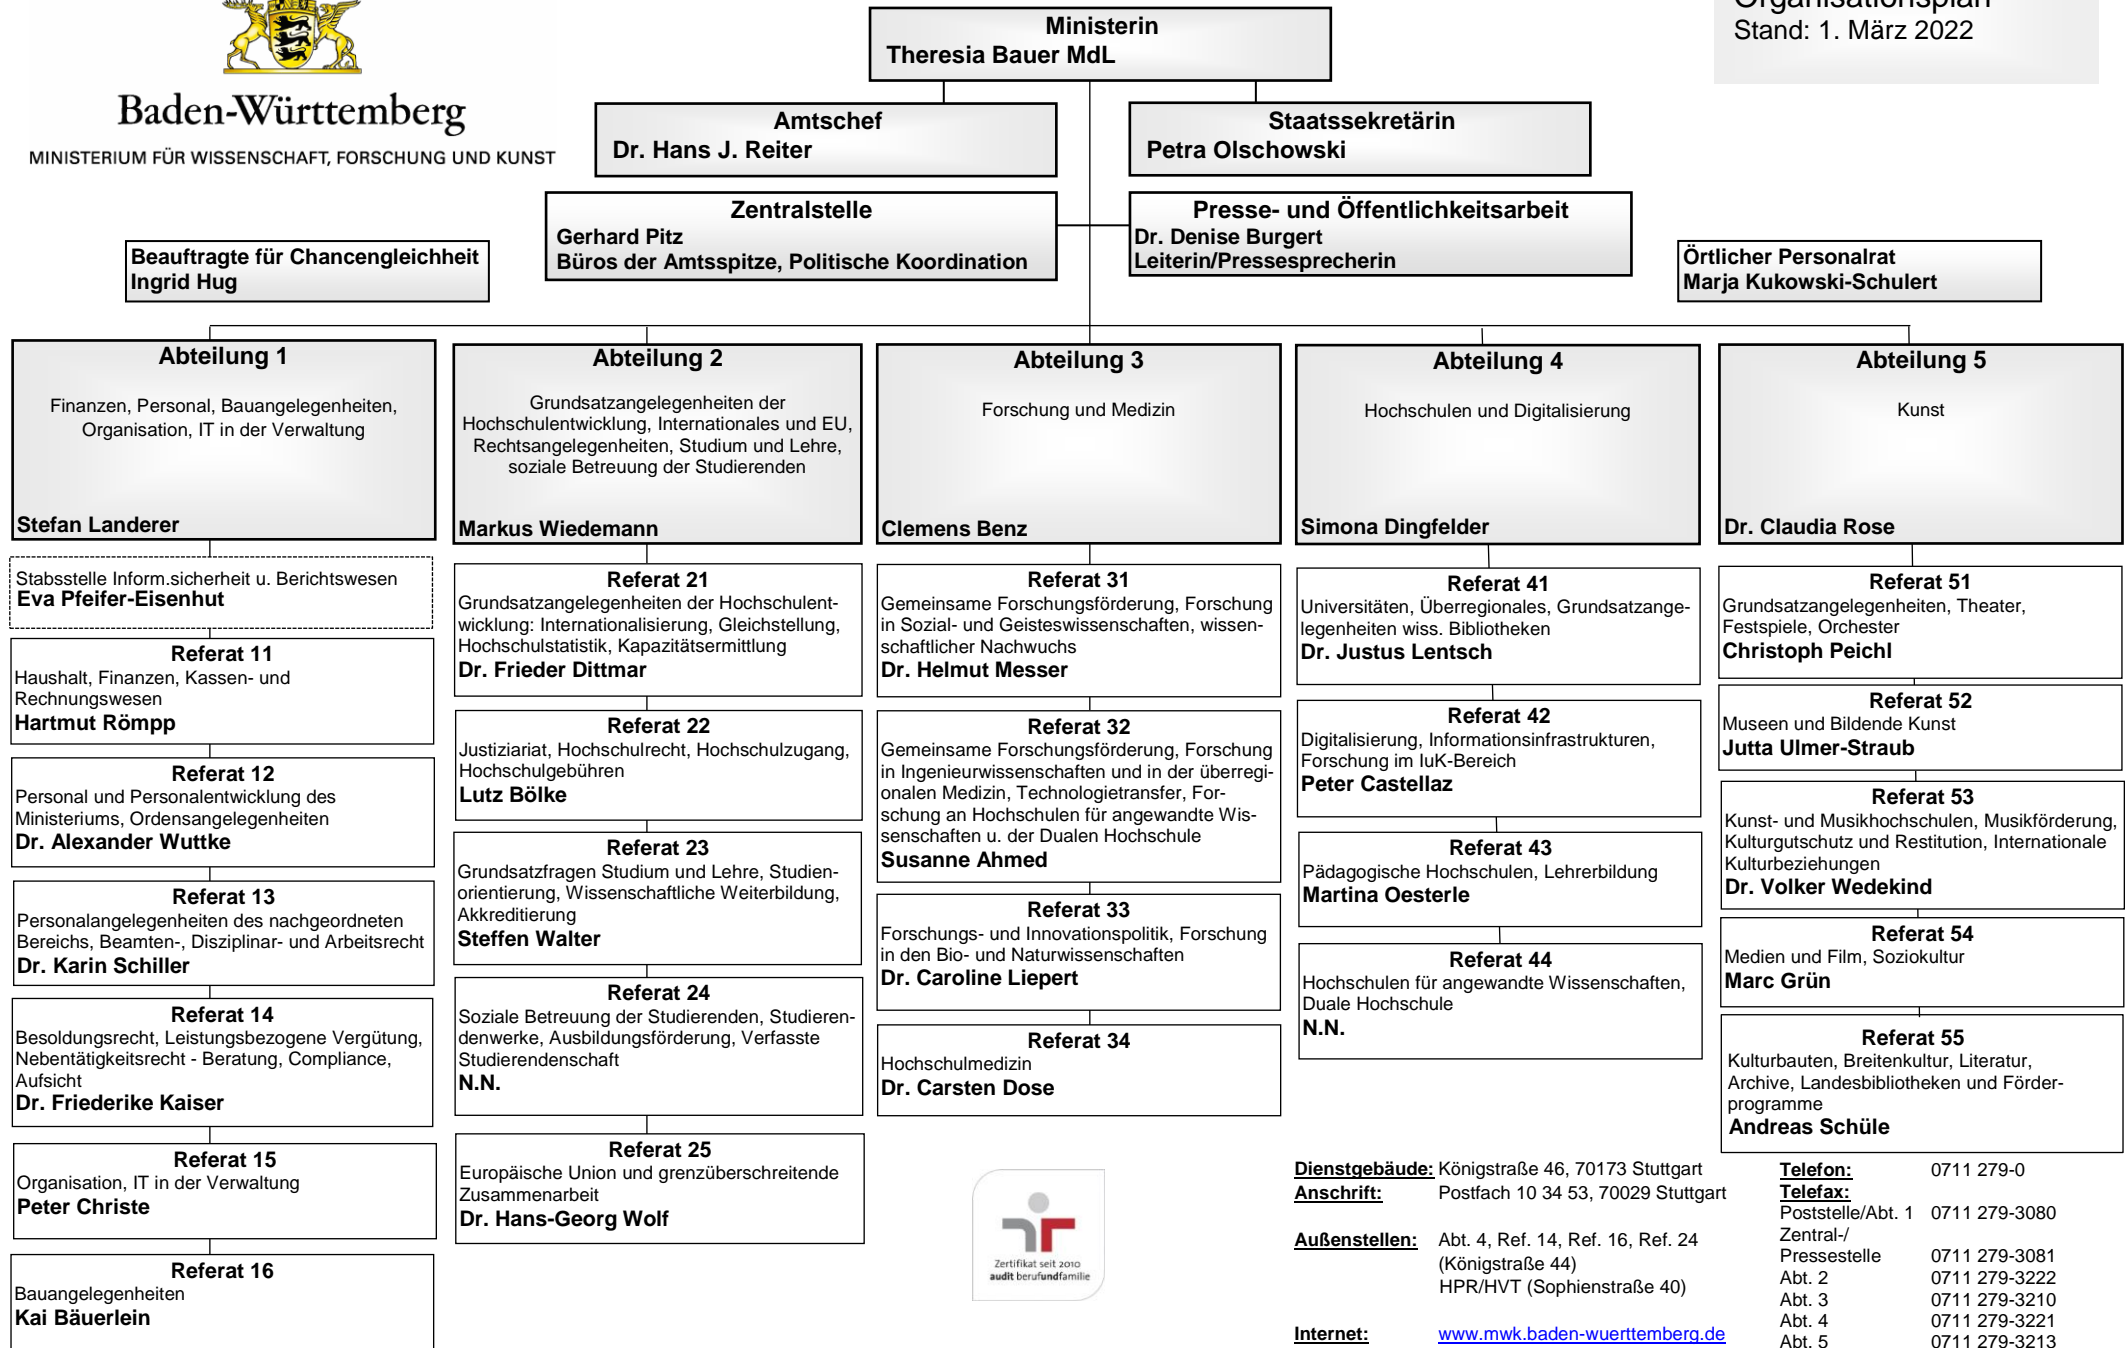 Organisationsplan
Stand: 1. März 2022
Baden-Württemberg
MINISTERIUM FÜR WISSENSCHAFT, FORSCHUNG UND KUNST
Ministerin
Theresia Bauer MdL
Amtschef
Dr. Hans J. Reiter
Staatssekretärin
Petra Olschowski
Zentralstelle
Gerhard Pitz
Büros der Amtsspitze, Politische Koordination
Presse- und Öffentlichkeitsarbeit
Dr. Denise Burgert
Leiterin/Pressesprecherin
Beauftragte für Chancengleichheit
Ingrid Hug
Örtlicher Personalrat
Marja Kukowski-Schulert
Abteilung 1
Finanzen, Personal, Bauangelegenheiten,
Organisation, IT in der Verwaltung
Stefan Landerer
Stabsstelle Inform.sicherheit u. Berichtswesen
Eva Pfeifer-Eisenhut
Referat 11
Haushalt, Finanzen, Kassen- und
Rechnungswesen
Hartmut Römpp
Referat 12
Personal und Personalentwicklung des
Ministeriums, Ordensangelegenheiten
Dr. Alexander Wuttke
Referat 13
Personalangelegenheiten des nachgeordneten
Bereichs, Beamten-, Disziplinar- und Arbeitsrecht
Dr. Karin Schiller
Referat 14
Besoldungsrecht, Leistungsbezogene Vergütung,
Nebentätigkeitsrecht - Beratung, Compliance,
Aufsicht
Dr. Friederike Kaiser
Referat 15
Organisation, IT in der Verwaltung
Peter Christe
Referat 16
Bauangelegenheiten
Kai Bäuerlein
Abteilung 2
Grundsatzangelegenheiten der
Hochschulentwicklung, Internationales und EU,
Rechtsangelegenheiten, Studium und Lehre,
soziale Betreuung der Studierenden
Markus Wiedemann
Referat 21
Grundsatzangelegenheiten der Hochschulent-
wicklung: Internationalisierung, Gleichstellung,
Hochschulstatistik, Kapazitätsermittlung
Dr. Frieder Dittmar
Referat 22
Justiziariat, Hochschulrecht, Hochschulzugang,
Hochschulgebühren
Lutz Bölke
Referat 23
Grundsatzfragen Studium und Lehre, Studien-
orientierung, Wissenschaftliche Weiterbildung,
Akkreditierung
Steffen Walter
Referat 24
Soziale Betreuung der Studierenden, Studieren-
denwerke, Ausbildungsförderung, Verfasste
Studierendenschaft
N.N.
Referat 25
Europäische Union und grenzüberschreitende
Zusammenarbeit
Dr. Hans-Georg Wolf
Abteilung 3
Forschung und Medizin
Clemens Benz
Referat 31
Gemeinsame Forschungsförderung, Forschung
in Sozial- und Geisteswissenschaften, wissen-
schaftlicher Nachwuchs
Dr. Helmut Messer
Referat 32
Gemeinsame Forschungsförderung, Forschung
in Ingenieurwissenschaften und in der überregi-
onalen Medizin, Technologietransfer, For-
schung an Hochschulen für angewandte Wis-
senschaften u. der Dualen Hochschule
Susanne Ahmed
Referat 33
Forschungs- und Innovationspolitik, Forschung
in den Bio- und Naturwissenschaften
Dr. Caroline Liepert
Referat 34
Hochschulmedizin
Dr. Carsten Dose
Zertifikat seit 2010
audit berufundfamilie
Abteilung 4
Hochschulen und Digitalisierung
Simona Dingfelder
Referat 41
Universitäten, Überregionales, Grundsatzange-
legenheiten wiss. Bibliotheken
Dr. Justus Lentsch
Referat 42
Digitalisierung, Informationsinfrastrukturen,
Forschung im IuK-Bereich
Peter Castellaz
Referat 43
Pädagogische Hochschulen, Lehrerbildung
Martina Oesterle
Referat 44
Hochschulen für angewandte Wissenschaften,
Duale Hochschule
N.N.
Abteilung 5
Kunst
Dr. Claudia Rose
Referat 51
Grundsatzangelegenheiten, Theater,
Festspiele, Orchester
Christoph Peichl
Referat 52
Museen und Bildende Kunst
Jutta Ulmer-Straub
Referat 53
Kunst- und Musikhochschulen, Musikförderung,
Kulturgutschutz und Restitution, Internationale
Kulturbeziehungen
Dr. Volker Wedekind
Referat 54
Medien und Film, Soziokultur
Marc Grün
Referat 55
Kulturbauten, Breitenkultur, Literatur,
Archive, Landesbibliotheken und Förder-
programme
Andreas Schüle
Dienstgebäude: Königstraße 46, 70173 Stuttgart
Anschrift: Postfach 10 34 53, 70029 Stuttgart
Außenstellen: Abt. 4, Ref. 14, Ref. 16, Ref. 24
(Königstraße 44)
HPR/HVT (Sophienstraße 40)
Internet: www.mwk.baden-wuerttemberg.de
Telefon: 0711 279-0
Telefax:
Poststelle/Abt. 1 0711 279-3080
Zentral-/
Pressestelle 0711 279-3081
Abt. 2 0711 279-3222
Abt. 3 0711 279-3210
Abt. 4 0711 279-3221
Abt. 5 0711 279-3213